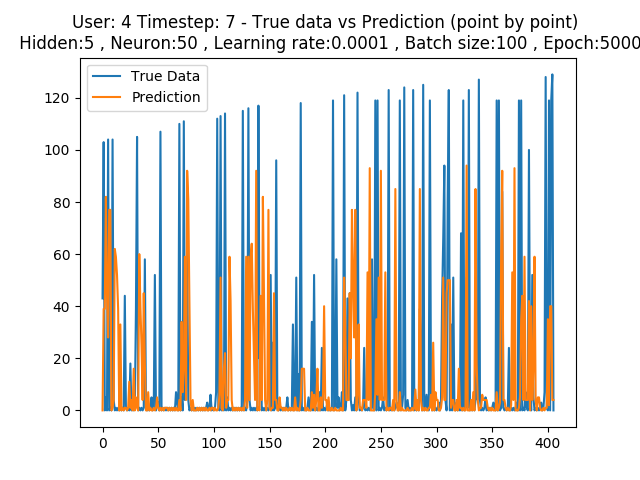 User: 4 Timestep: 7 - True data vs Prediction (point by point)
Hidden:5 , Neuron:50 , Learning rate:0.0001 , Batch size:100 , Epoch:5000
True Data
Prediction
120
100
80
60
40
20
0
0 50 100 150 200 250 300 350 400